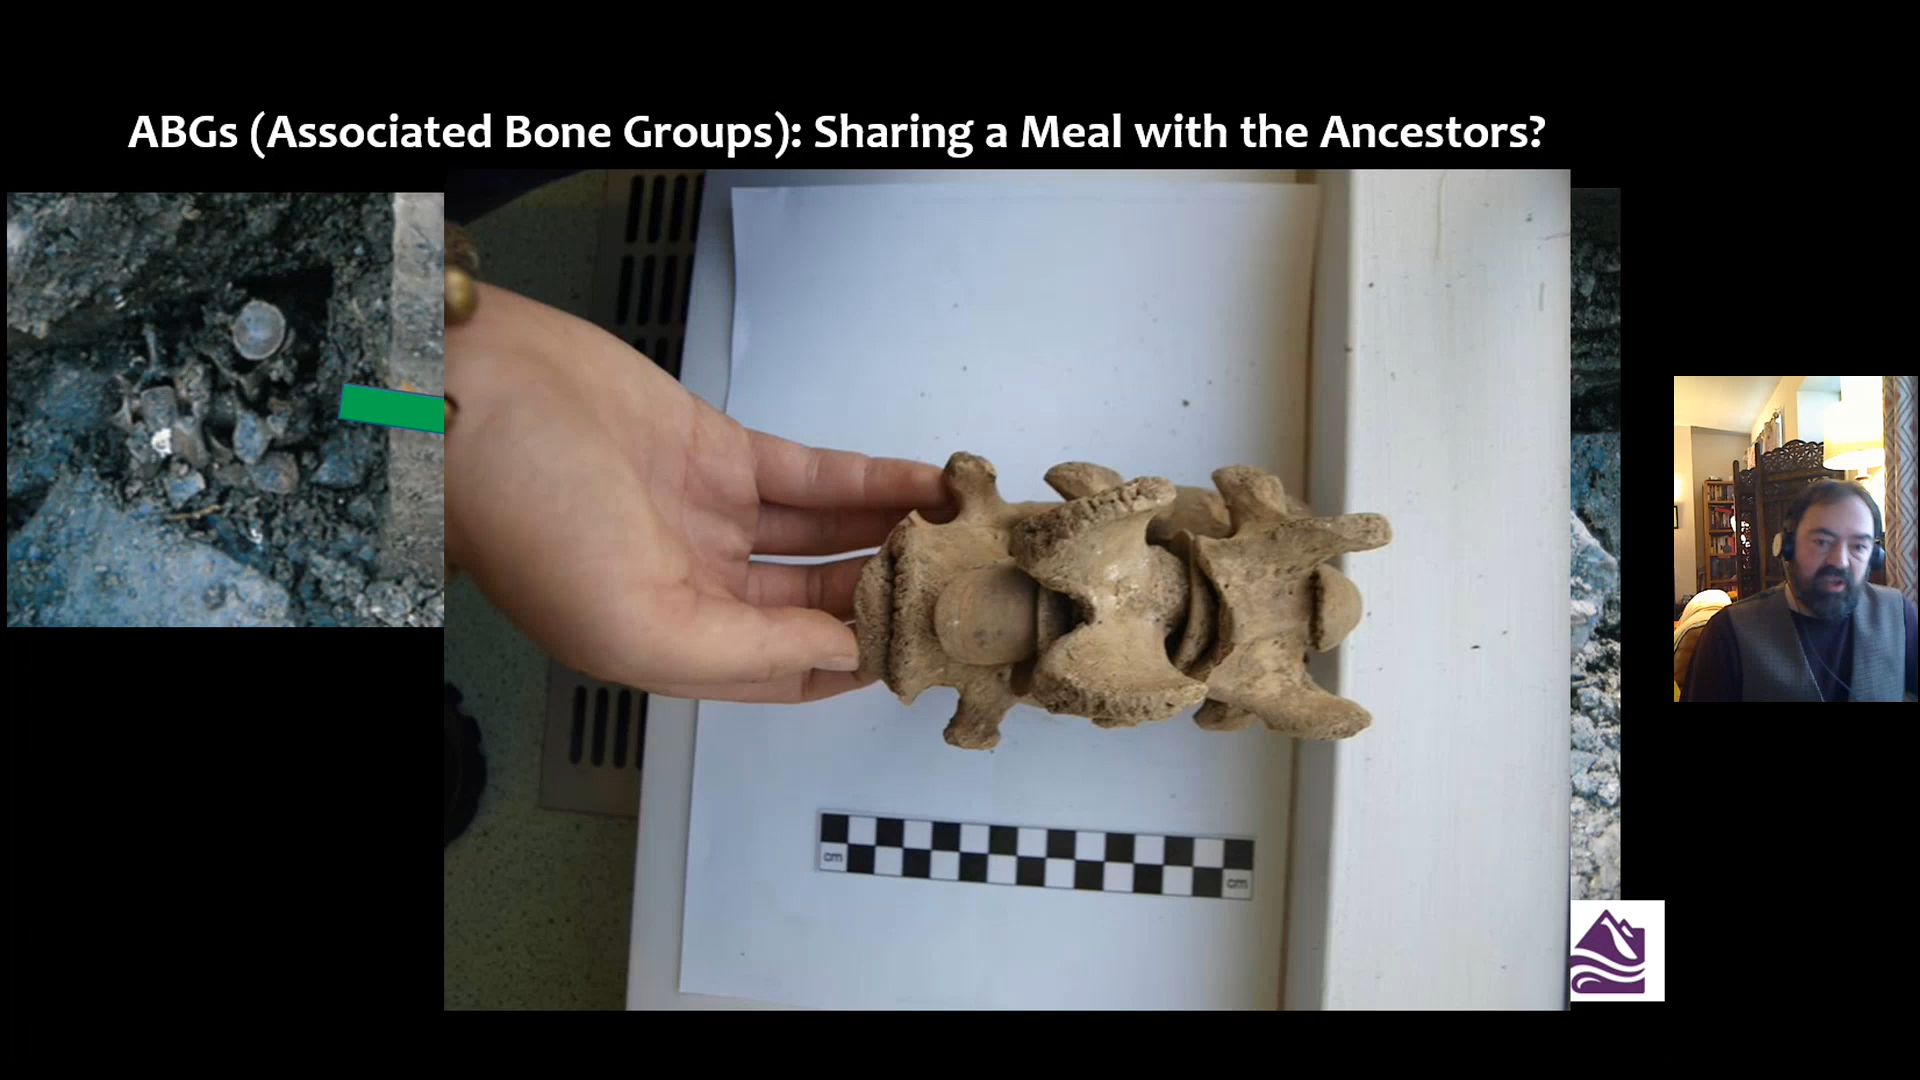 ABGs (Associated Bone Groups): Sharing a Meal with the Ancestors?
cm
cm